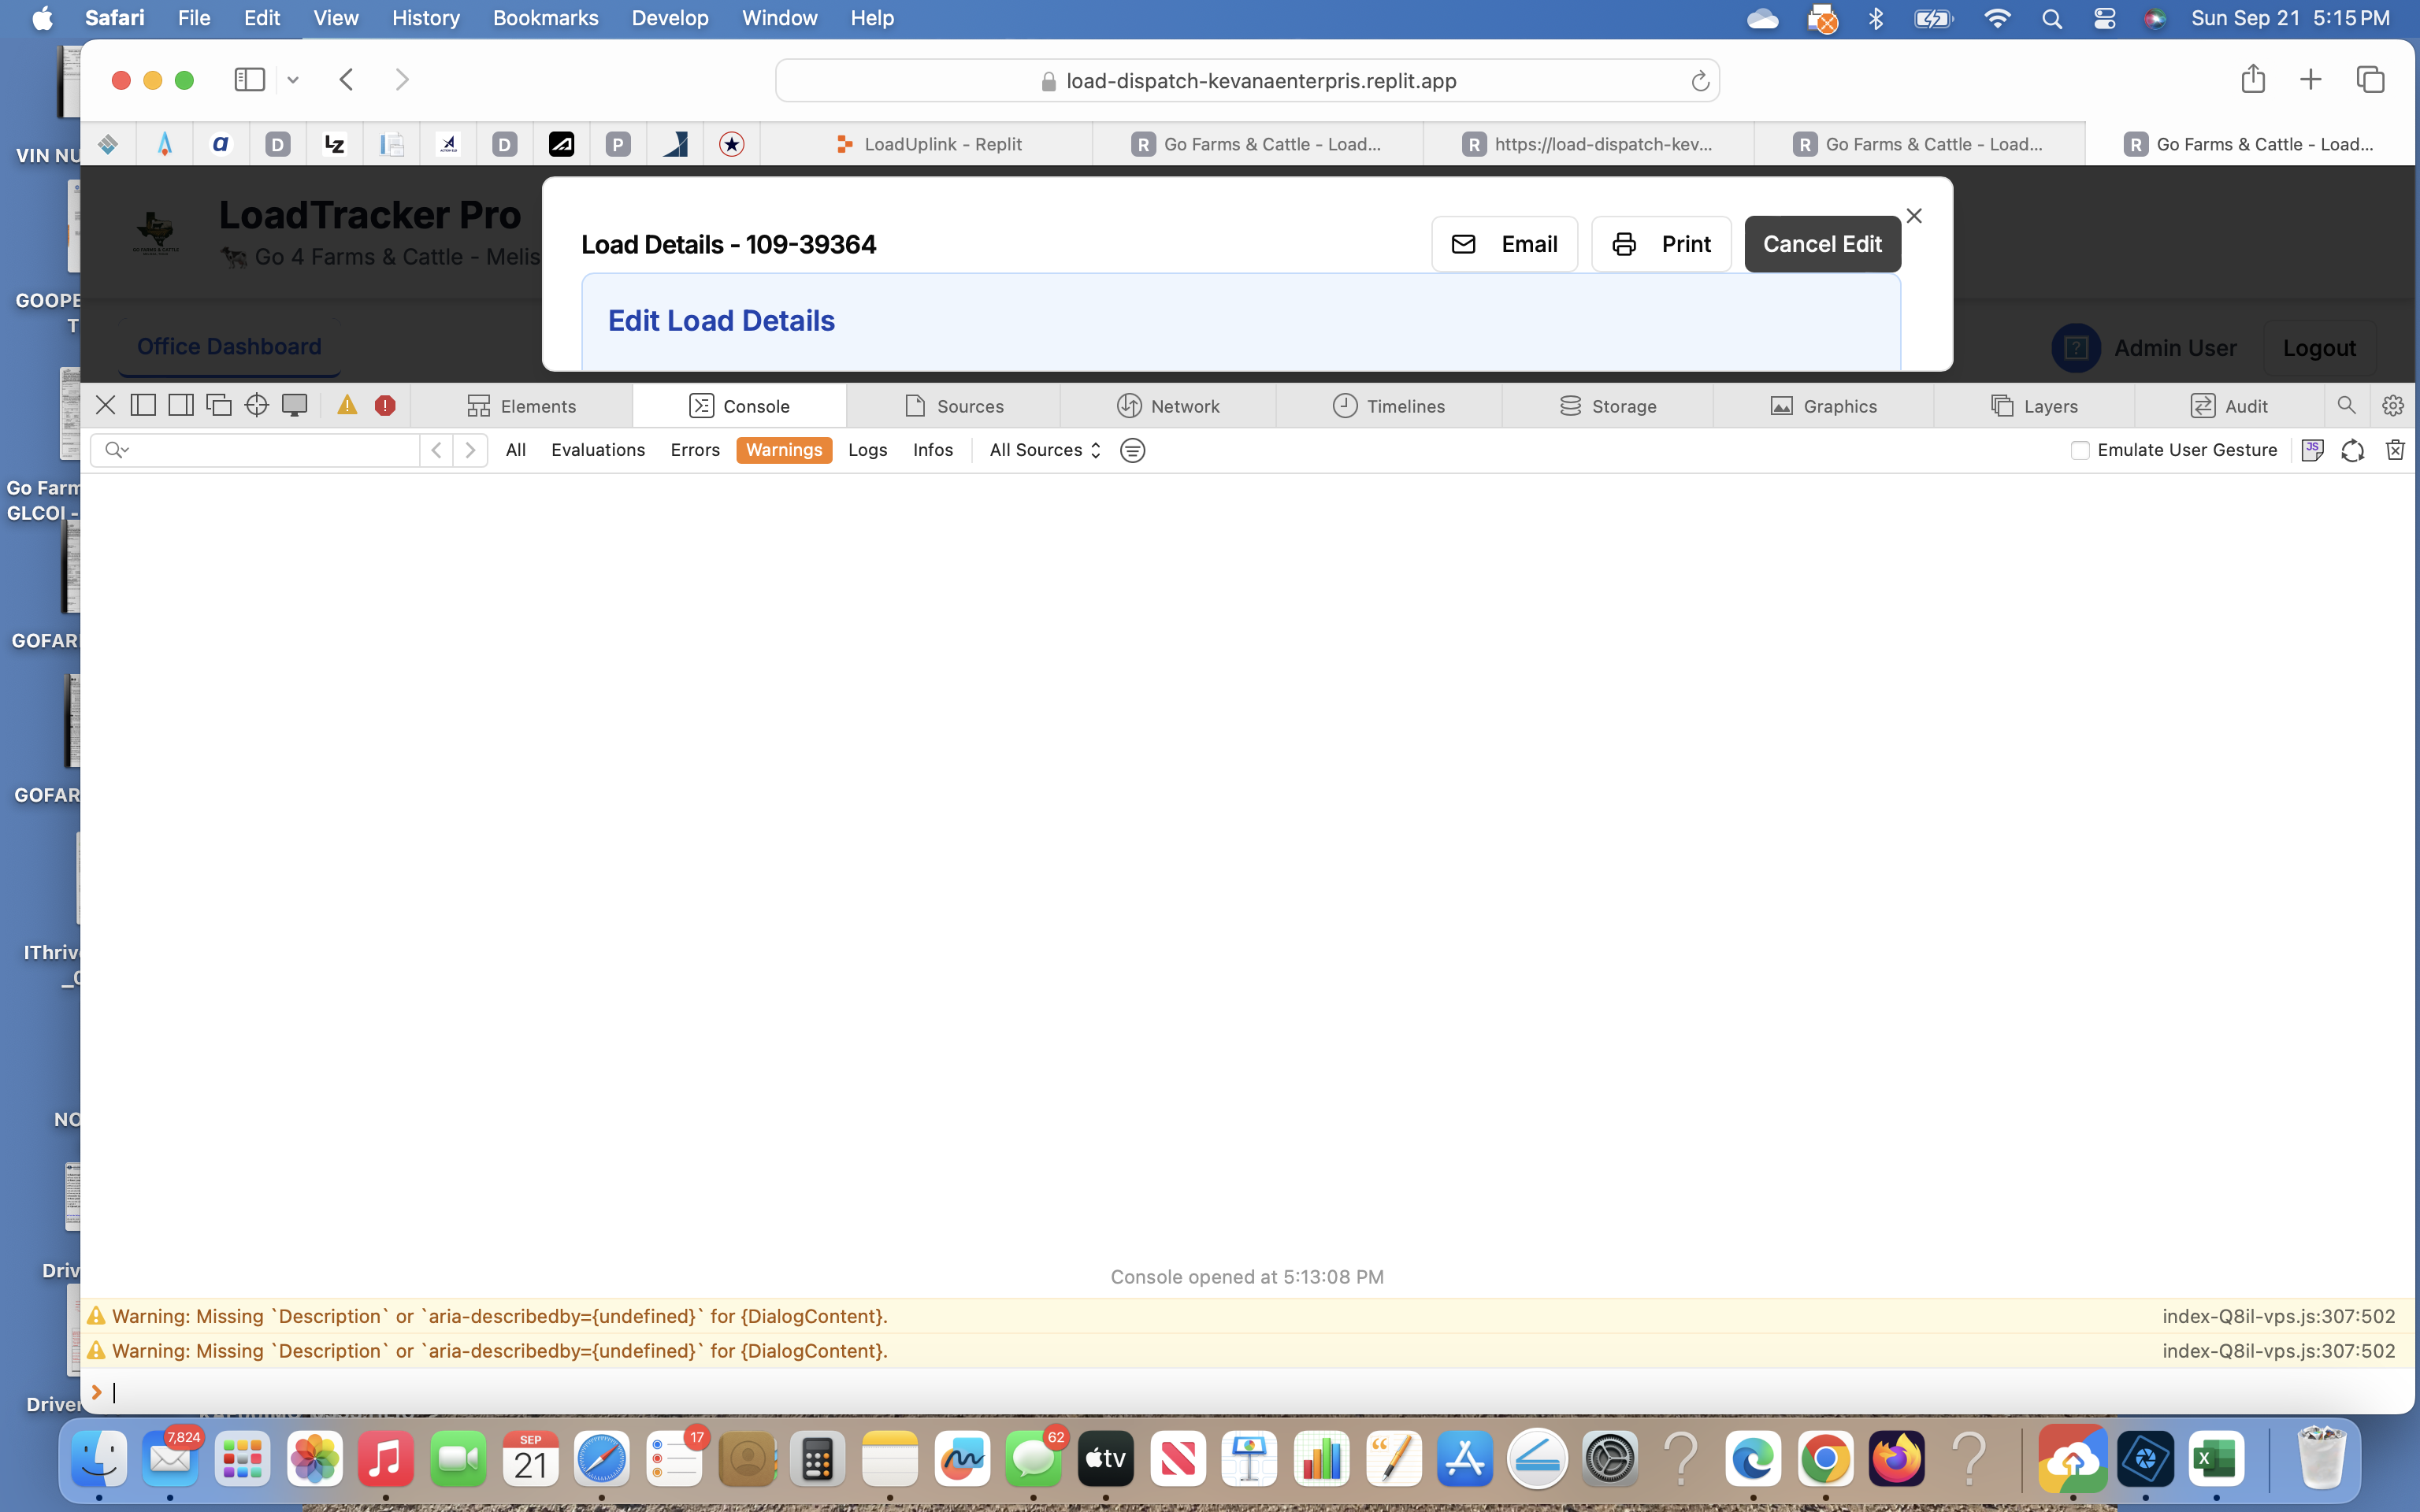 Safari File Edit View History Bookmarks Develop Window Help Sun Sep 21 5:15 PM
load-dispatch-kevanaenterpris.replit.app
a D LZ D P LoadUplink - Replit R Go Farms & Cattle - Load... R https://load-dispatch-kev... R Go Farms & Cattle - Load... R Go Farms & Cattle - Load...
VIN NU
LoadTracker Pro
Go 4 Farms & Cattle - Melis
Load Details - 109-39364 Email Print Cancel Edit
GOOPE
T
Edit Load Details
Office Dashboard Admin User Logout
Elements Console Sources Network Timelines Storage Graphics Layers Audit
All Evaluations Errors Warnings Logs Infos All Sources Emulate User Gesture JS
Go Farm
GLCOI -
GOFARI
GOFAR
IThriv
_C
NO
Driv
Driver
Console opened at 5:13:08 PM
Warning: Missing `Description` or `aria-describedby={undefined}` for {DialogContent}. index-Q8il-vps.js:307:502
Warning: Missing `Description` or `aria-describedby={undefined}` for {DialogContent}. index-Q8il-vps.js:307:502
7,824 SEP 21 17 62 tv X